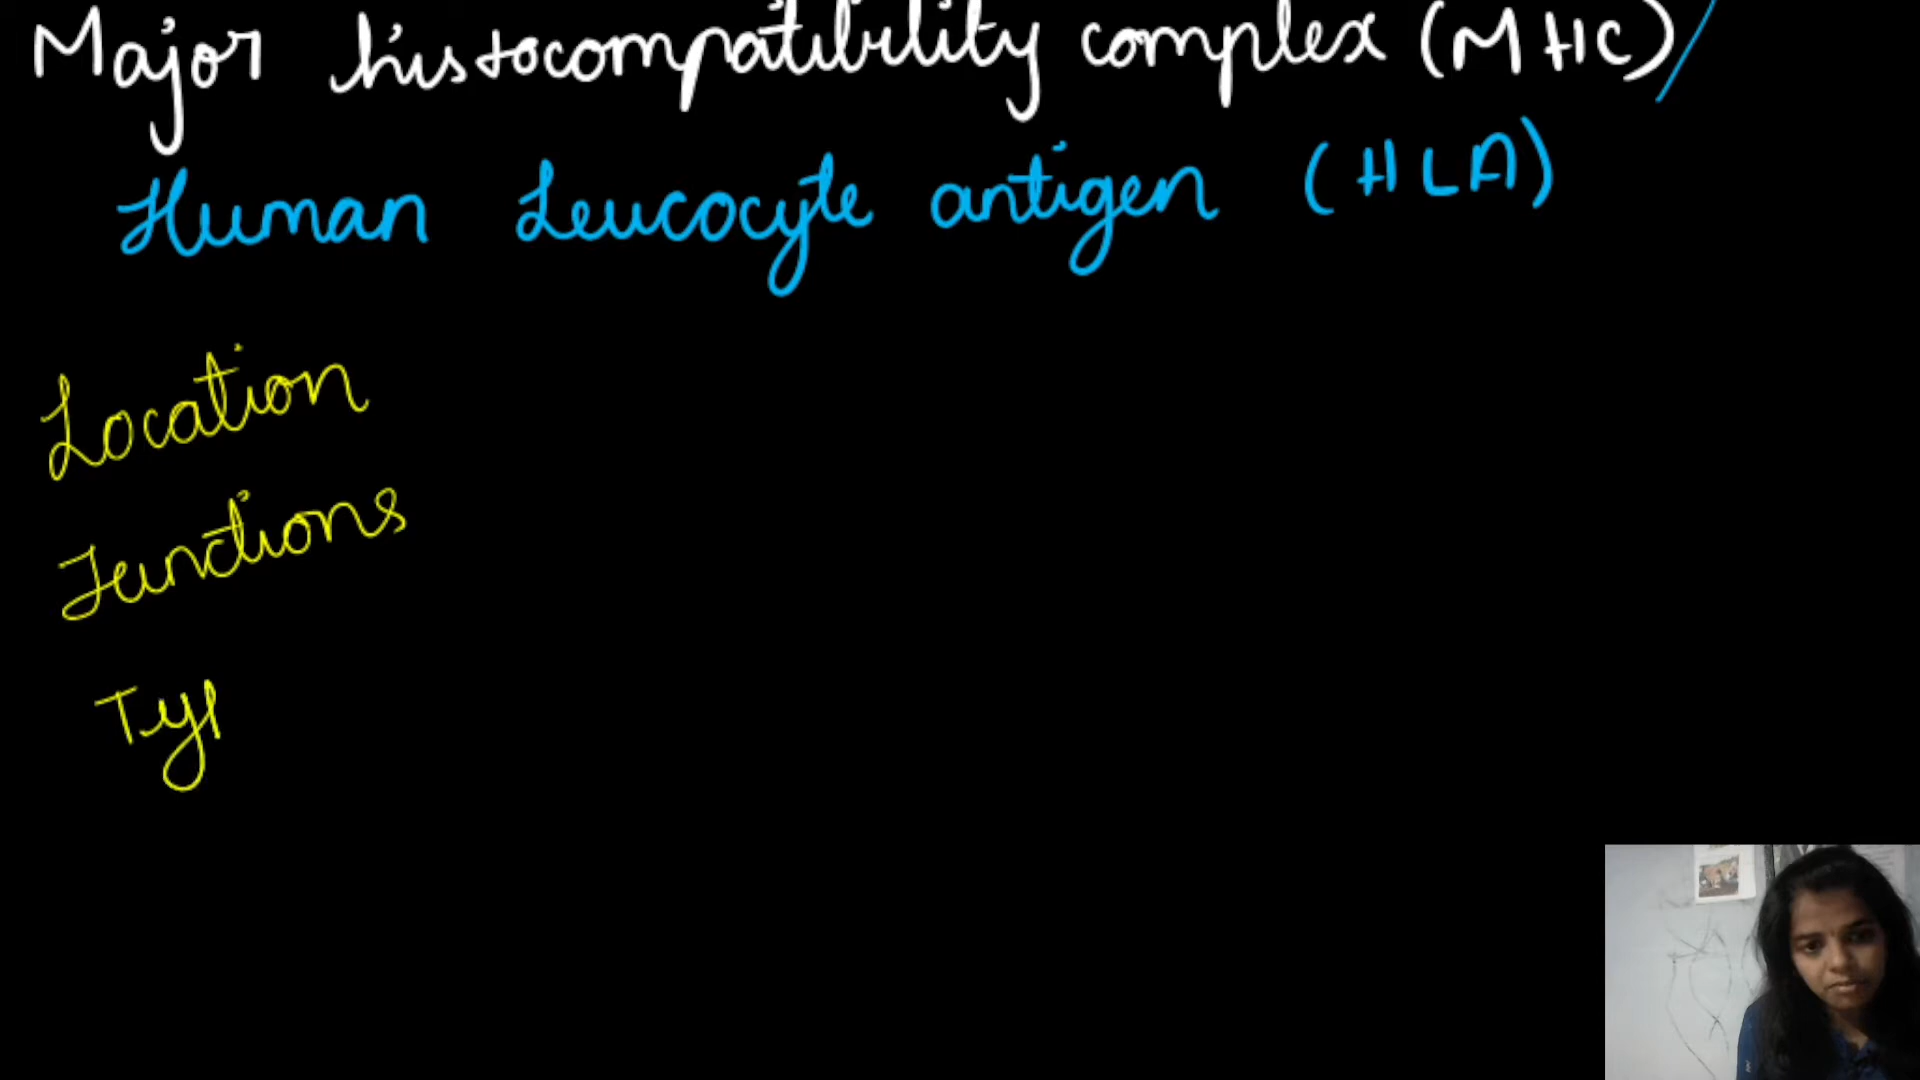 Major histocompatibility complex (MHC)/
Human Leucocyte antigen (HLA)
Location
Functions
Typ